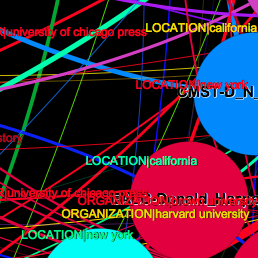 LOCATION|california
university of chicago press
LOCATION|new york
CMST-D_N_
story
LOCATION|california
university of chicago press
ORGANIZATION|harvard university
LOCATION|new york